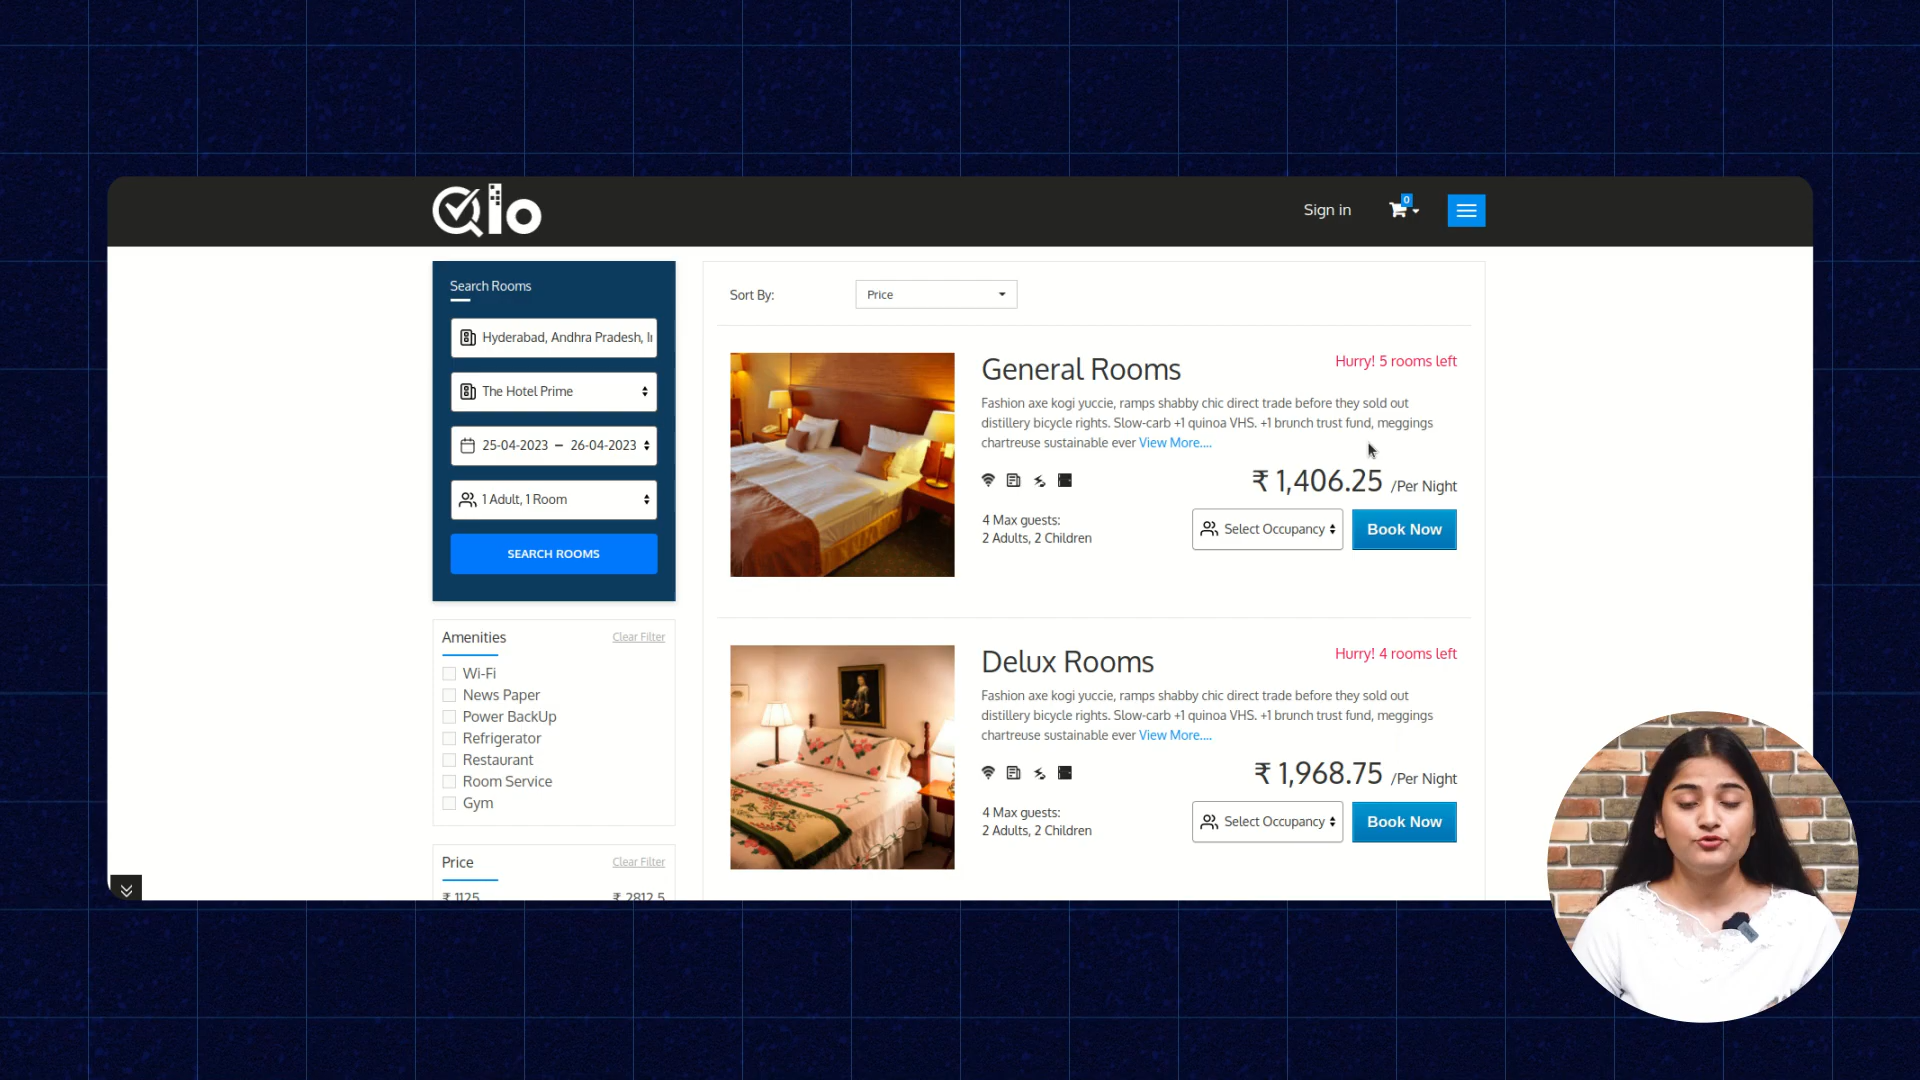 Qlo
Sign in
0
Search Rooms
Hyderabad, Andhra Pradesh, I
The Hotel Prime
25-04-2023 – 26-04-2023
1 Adult, 1 Room
SEARCH ROOMS
Amenities
Clear Filter
Wi-Fi
News Paper
Power BackUp
Refrigerator
Restaurant
Room Service
Gym
Price
Clear Filter
₹ 1125
₹ 2812.5
Sort By:
Price
General Rooms
Hurry! 5 rooms left
Fashion axe kogi yuccie, ramps shabby chic direct trade before they sold out
distillery bicycle rights. Slow-carb +1 quinoa VHS. +1 brunch trust fund, meggings
chartreuse sustainable ever View More....
₹ 1,406.25 /Per Night
4 Max guests:
2 Adults, 2 Children
Select Occupancy
Book Now
Delux Rooms
Hurry! 4 rooms left
Fashion axe kogi yuccie, ramps shabby chic direct trade before they sold out
distillery bicycle rights. Slow-carb +1 quinoa VHS. +1 brunch trust fund, meggings
chartreuse sustainable ever View More....
₹ 1,968.75 /Per Night
4 Max guests:
2 Adults, 2 Children
Select Occupancy
Book Now